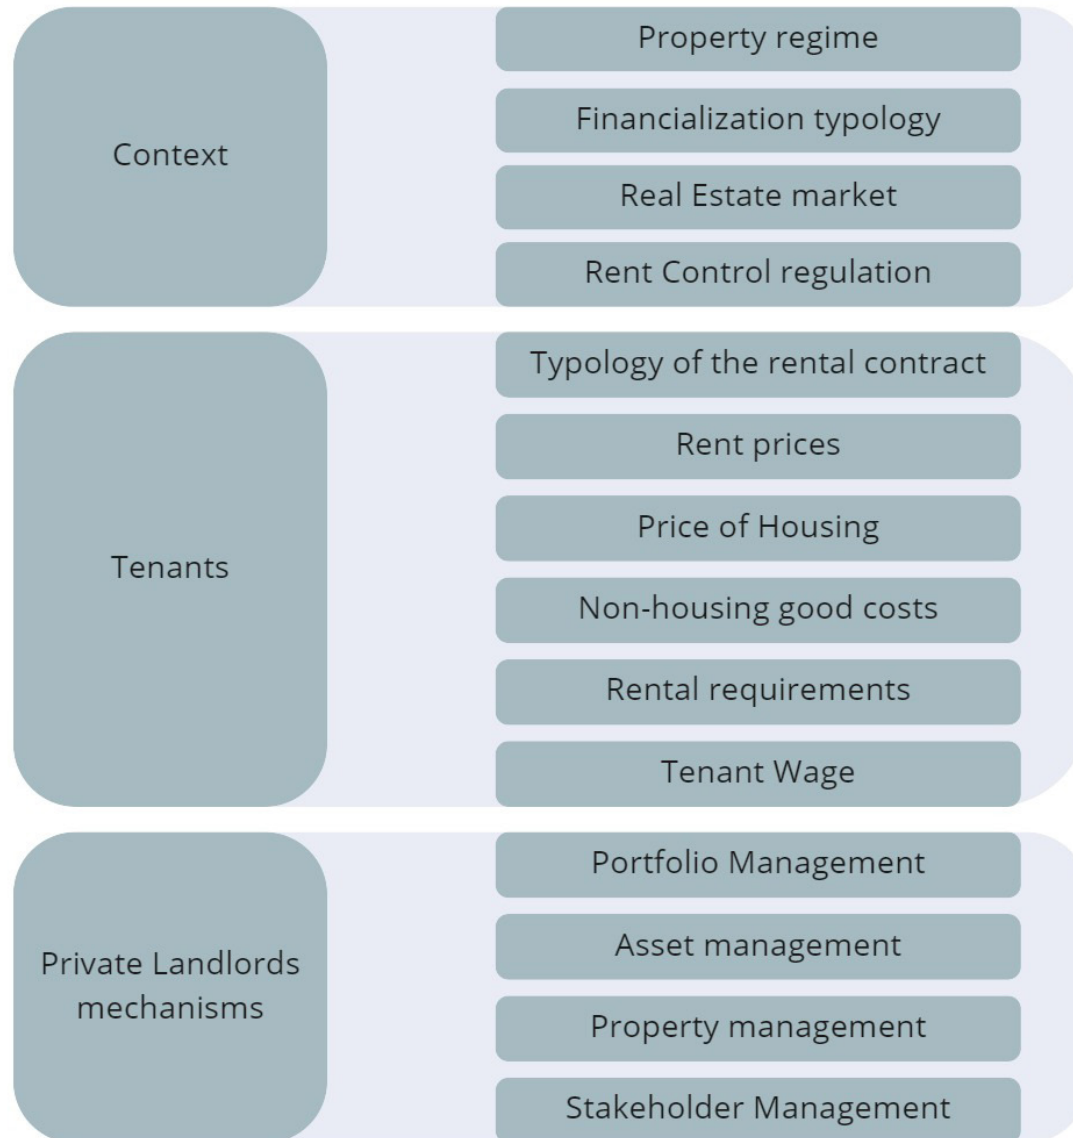 Context
Property regime
Financialization typology
Real Estate market
Rent Control regulation
Tenants
Typology of the rental contract
Rent prices
Price of Housing
Non-housing good costs
Rental requirements
Tenant Wage
Private Landlords
mechanisms
Portfolio Management
Asset management
Property management
Stakeholder Management